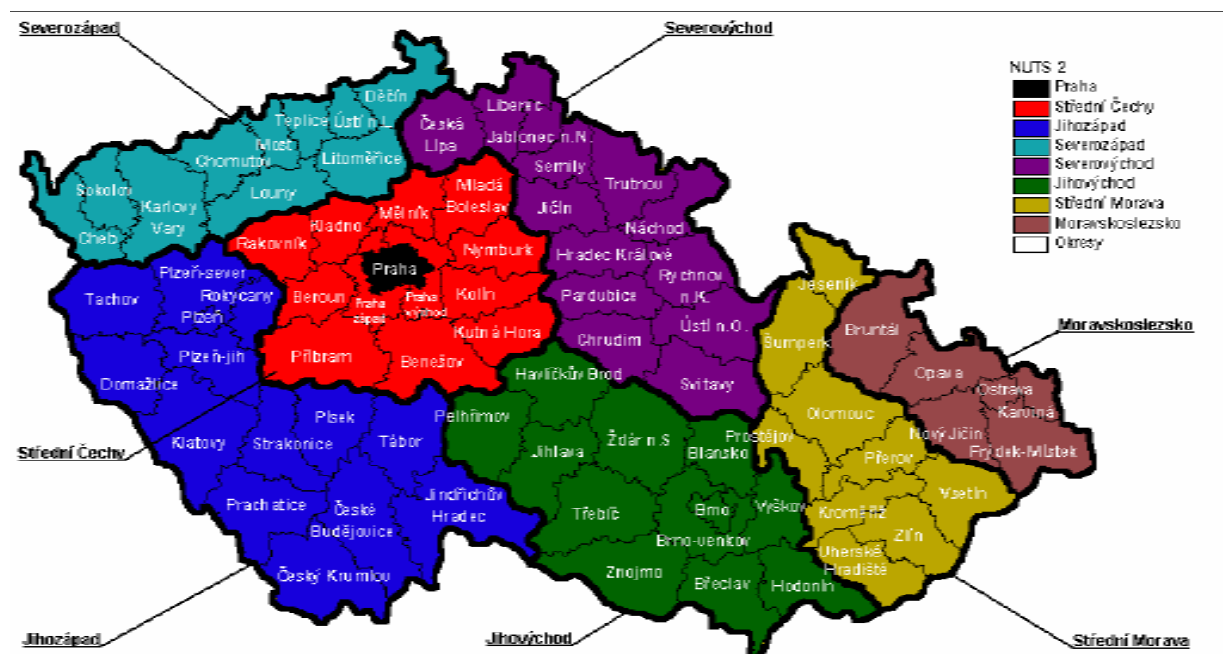 Severozápad
Severovýchod
NUTS 2
Praha
Střední Čechy
Jihozápad
Severozápad
Severovýchod
Jihovýchod
Střední Morava
Moravskoslezsko
Okresy
Děčín
Teplice
Ústí n.L.
Most
Chomutov
Litoměřice
Louny
Sokolov
Karlovy
Vary
Cheb
Liberec
Česká
Lípa
Jablonec n.N.
Semily
Trutnov
Jičín
Náchod
Hradec Králové
Rychnov
n.K.
Pardubice
Ústí n.O.
Chrudim
Svitavy
Mladá
Boleslav
Mělník
Kladno
Rakovník
Nymburk
Praha
Beroun
Praha
západ
Praha
východ
Kolín
Kutná Hora
Příbram
Benešov
Plzeň-sever
Tachov
Rokycany
Plzeň
Plzeň-jih
Domažlice
Klatovy
Písek
Strakonice
Tábor
Prachatice
České
Budějovice
Jindřichův
Hradec
Český Krumlov
Havlíčkův Brod
Pelhřimov
Jihlava
Žďár n.S
Blansko
Třebíč
Brno
Vyškov
Brno-venkov
Znojmo
Břeclav
Hodonín
Jeseník
Šumperk
Olomouc
Prostějov
Přerov
Kroměříž
Vsetín
Zlín
Uherské
Hradiště
Bruntál
Opava
Ostrava
Karviná
Nový Jičín
Frýdek-Místek
Moravskoslezsko
Střední Čechy
Jihozápad
Jihovýchod
Střední Morava